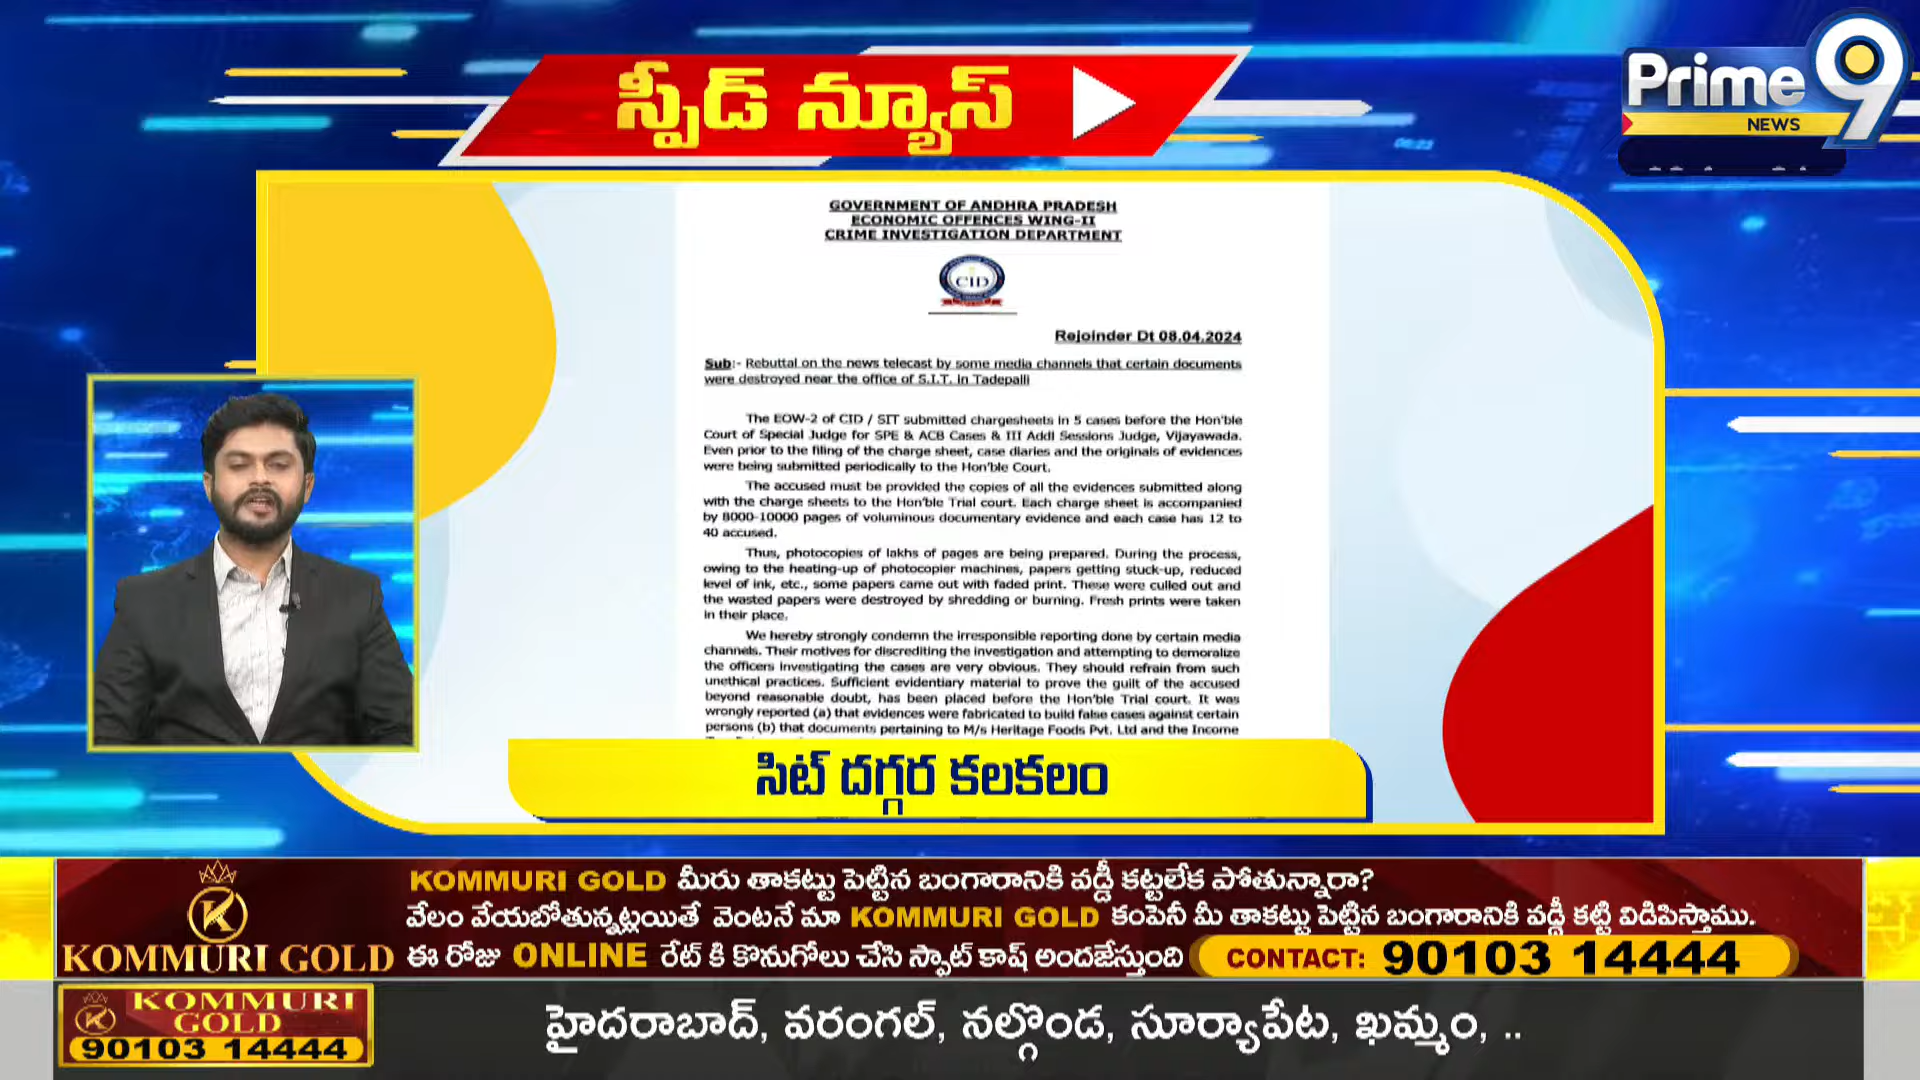 స్పీడ్ న్యూస్
Prime 9
NEWS
GOVERNMENT OF ANDHRA PRADESH
ECONOMIC OFFENCES WING-II
CRIME INVESTIGATION DEPARTMENT
CID
Rejoinder Dt 08.04.2024
Sub:- Rebuttal on the news telecast by some media channels that certain documents
were destroyed near the office of S.I.T. in Tadepalli
The EOW-2 of CID / SIT submitted chargesheets in 5 cases before the Hon'ble
Court of Special Judge for SPE & ACB Cases & III Addl Sessions Judge, Vijayawada.
Even prior to the filing of the charge sheet, case diaries and the originals of evidences
were being submitted periodically to the Hon'ble Court.
The accused must be provided the copies of all the evidences submitted along
with the charge sheets to the Hon'ble Trial court. Each charge sheet is accompanied
by 8000-10000 pages of voluminous documentary evidence and each case has 12 to
40 accused.
Thus, photocopies of lakhs of pages are being prepared. During the process,
owing to the heating-up of photocopier machines, papers getting stuck-up, reduced
level of ink, etc., some papers came out with faded print. These were culled out and
the wasted papers were destroyed by shredding or burning. Fresh prints were taken
in their place.
We hereby strongly condemn the irresponsible reporting done by certain media
channels. Their motives for discrediting the investigation and attempting to demoralize
the officers investigating the cases are very obvious. They should refrain from such
unethical practices. Sufficient evidentiary material to prove the guilt of the accused
beyond reasonable doubt, has been placed before the Hon'ble Trial court. It was
wrongly reported (a) that evidences were fabricated to build false cases against certain
persons (b) that documents pertaining to M/s Heritage Foods Pvt. Ltd and the Income
సిట్ దగ్గర కలకలం
KOMMURI GOLD మీరు తాకట్టు పెట్టిన బంగారానికి వడ్డీ కట్టలేక పోతున్నారా?
వేలం వేయబోతున్నట్లయితే వెంటనే మా KOMMURI GOLD కంపెనీ మీ తాకట్టు పెట్టిన బంగారానికి వడ్డీ కట్టి విడిపిస్తాము.
KOMMURI GOLD ఈ రోజు ONLINE రేట్ కి కొనుగోలు చేసి స్పాట్ కాష్ అందజేస్తుంది CONTACT: 90103 14444
KOMMURI
GOLD
90103 14444
హైదరాబాద్, వరంగల్, నల్గొండ, సూర్యాపేట, ఖమ్మం, ..